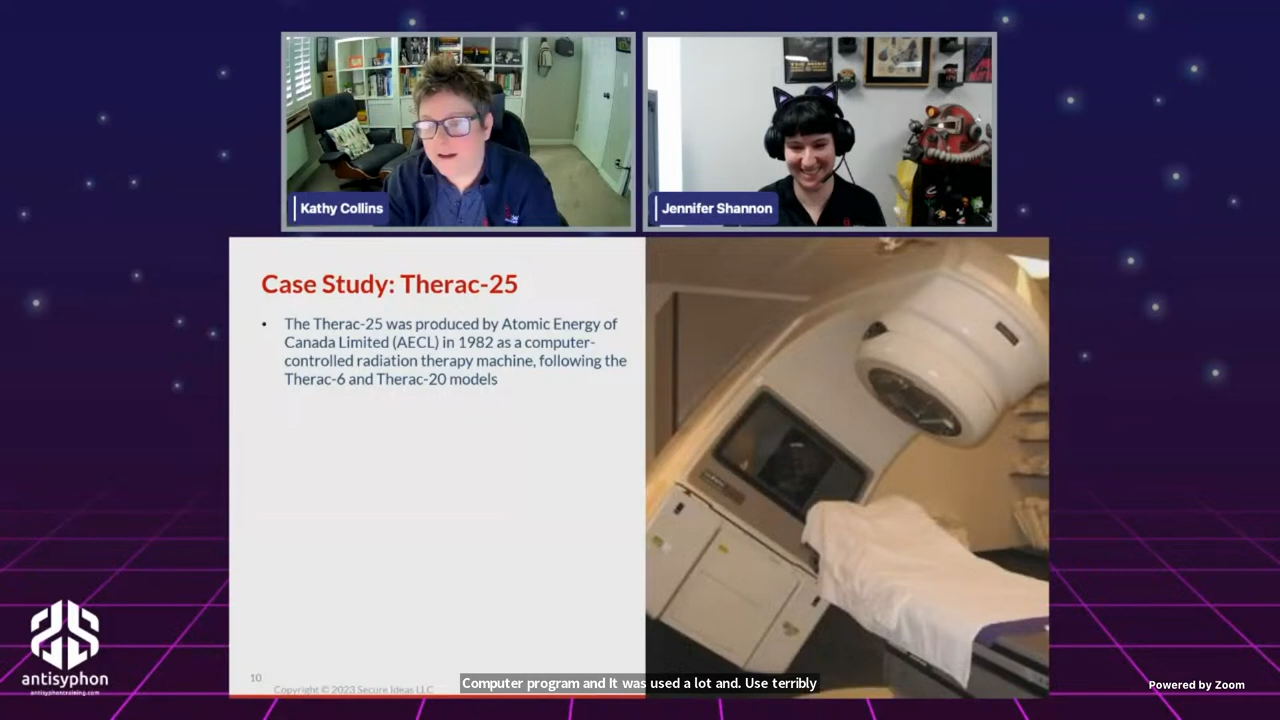 Kathy Collins
Jennifer Shannon
Case Study: Therac-25
• The Therac-25 was produced by Atomic Energy of
Canada Limited (AECL) in 1982 as a computer-
controlled radiation therapy machine, following the
Therac-6 and Therac-20 models
10
Copyright © 2023 Secure Ideas LLC
Computer program and It was used a lot and. Use terribly
antisyphon
antisyphontraining.com
Powered by Zoom